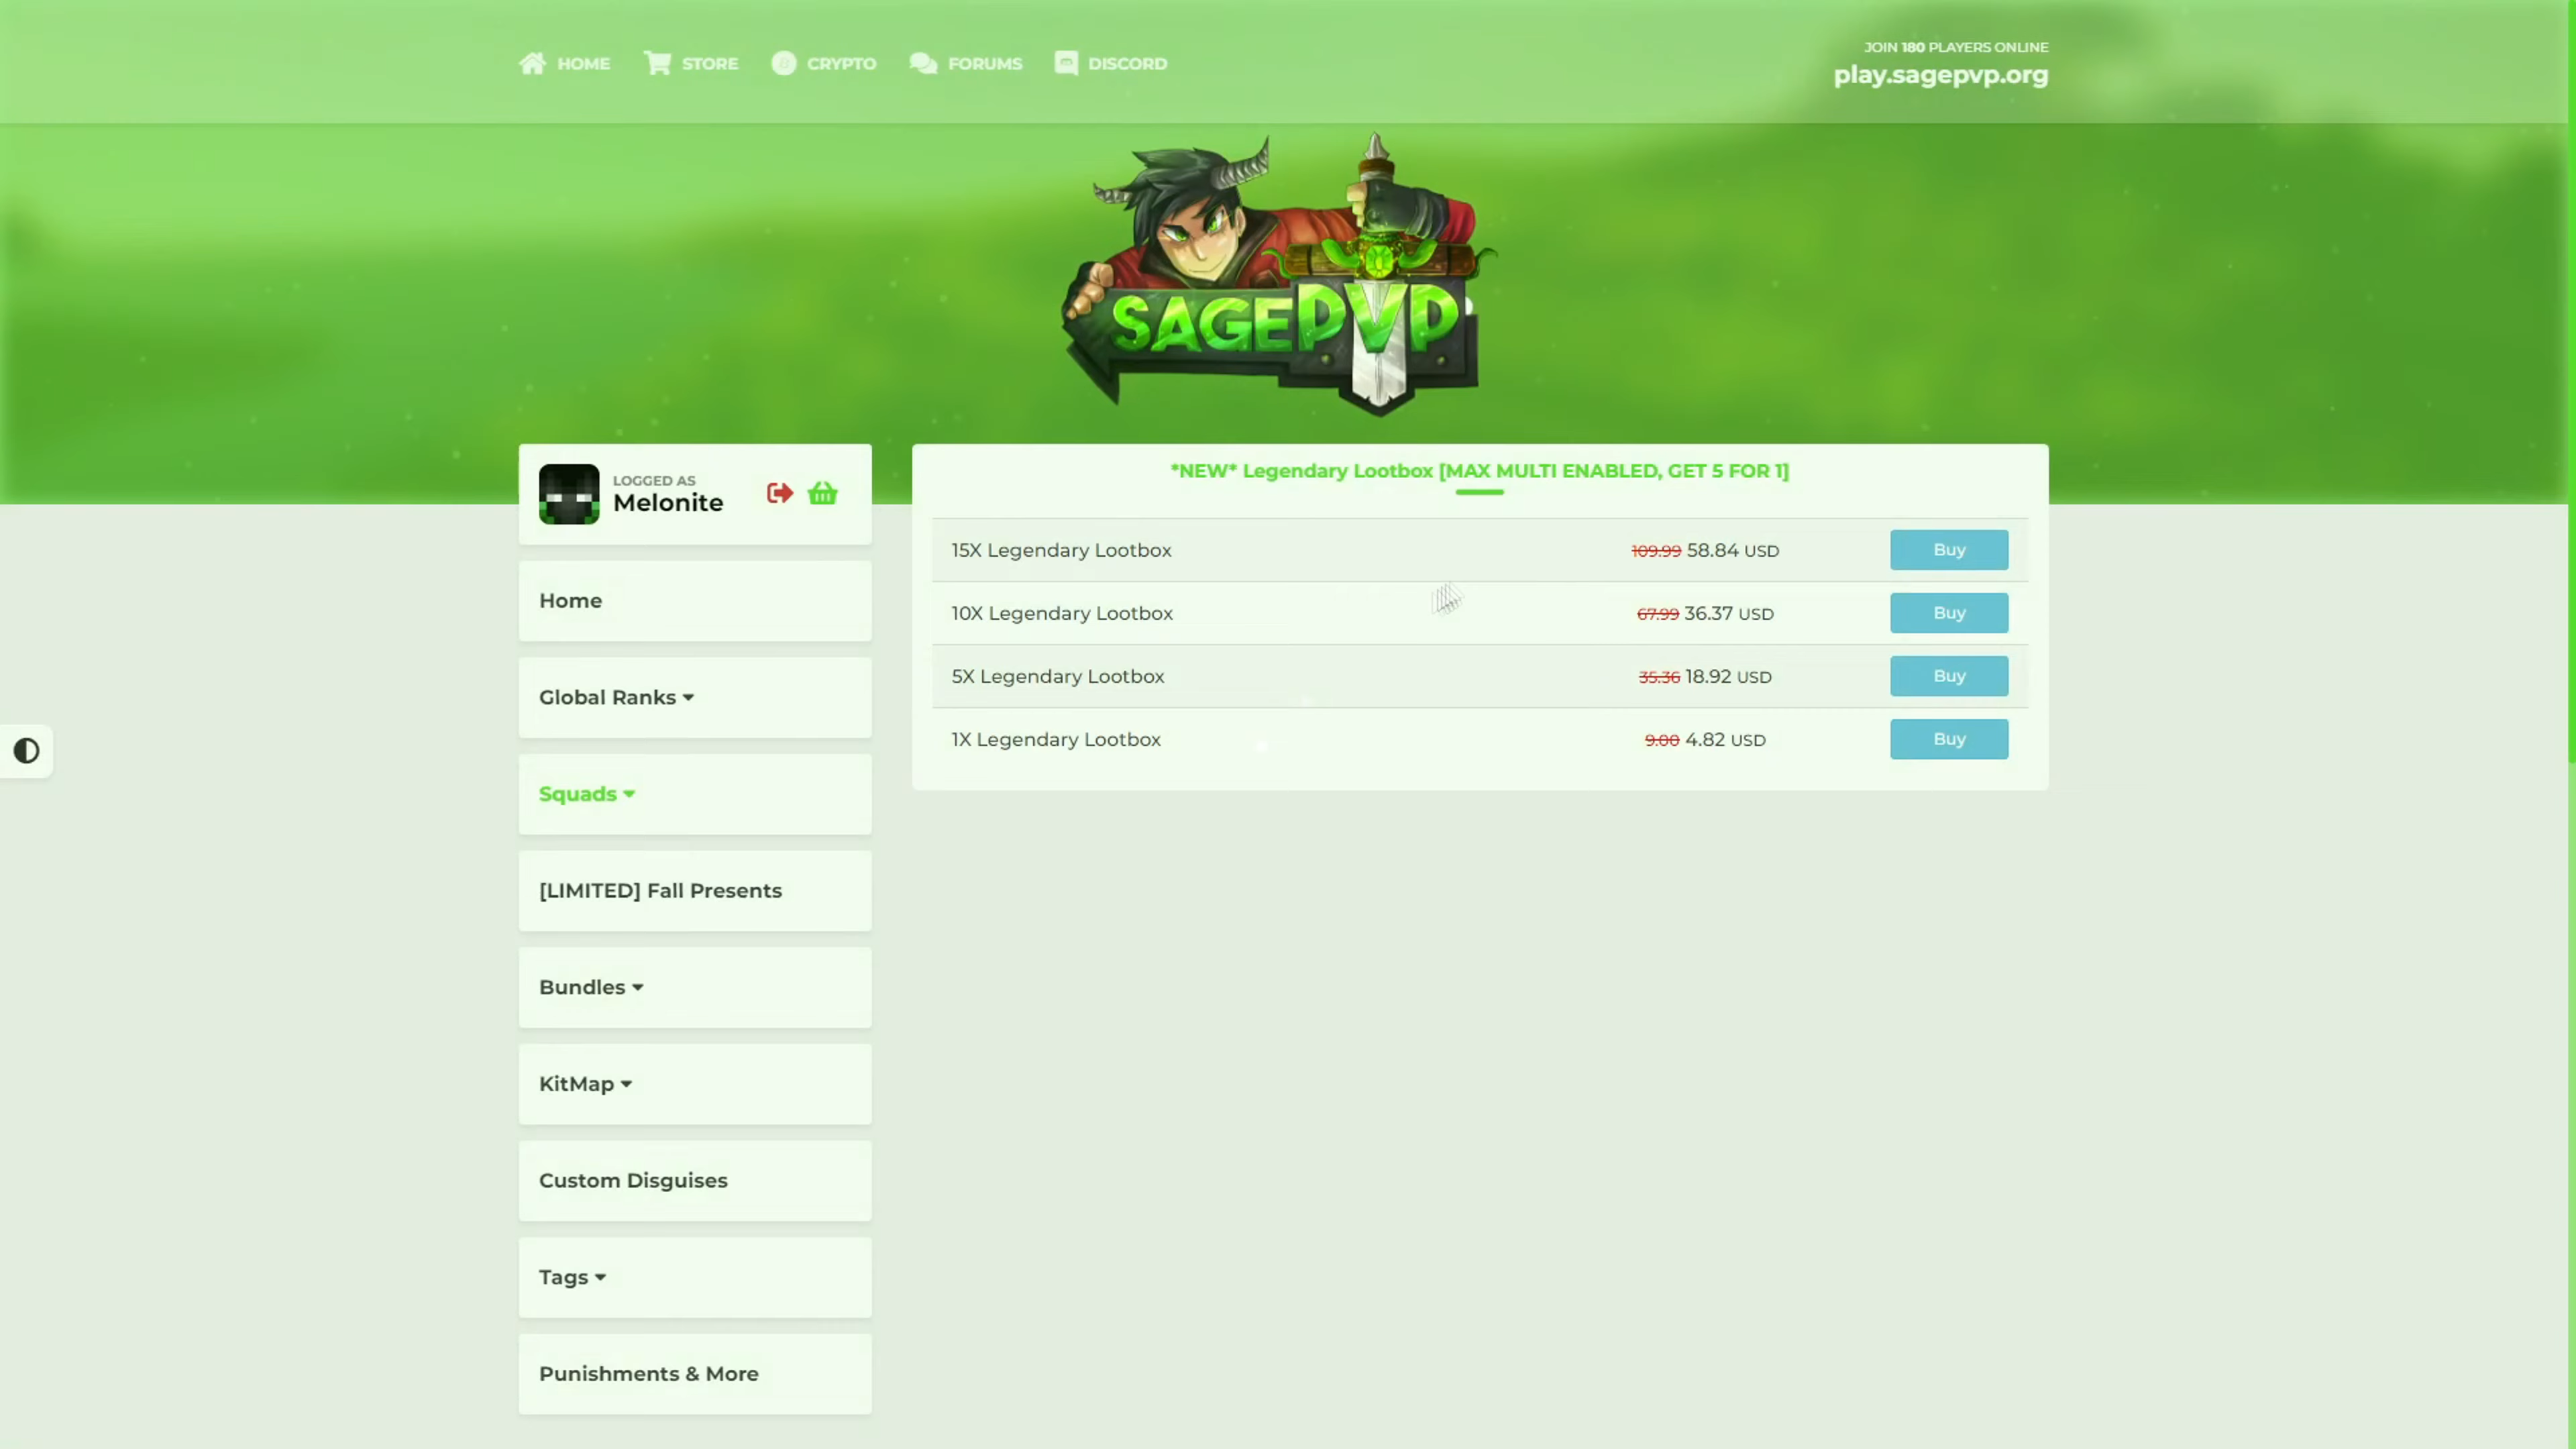 HOME STORE CRYPTO FORUMS DISCORD
JOIN 180 PLAYERS ONLINE
play.sagepvp.org
SAGEPVP
LOGGED AS
Melonite
Home
Global Ranks
Squads
[LIMITED] Fall Presents
Bundles
KitMap
Custom Disguises
Tags
Punishments & More
*NEW* Legendary Lootbox [MAX MULTI ENABLED, GET 5 FOR 1]
15X Legendary Lootbox 109.99 58.84 USD Buy
10X Legendary Lootbox 67.99 36.37 USD Buy
5X Legendary Lootbox 35.36 18.92 USD Buy
1X Legendary Lootbox 9.00 4.82 USD Buy